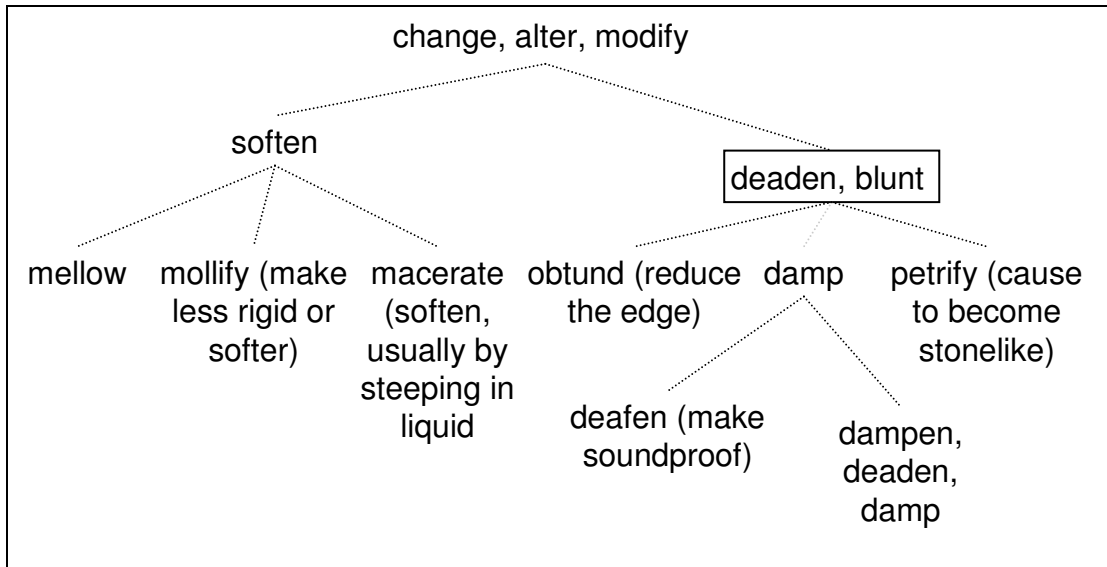 change, alter, modify
soften
deaden, blunt
mellow
mollify (make
less rigid or
softer)
macerate
(soften,
usually by
steeping in
liquid
obtund (reduce
the edge)
damp
petrify (cause
to become
stonelike)
deafen (make
soundproof)
dampen,
deaden,
damp